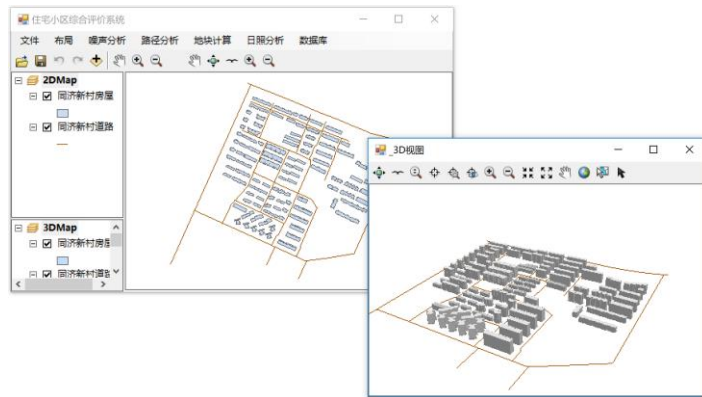 住宅小区综合评价系统
文件 布局 噪声分析 路径分析 地块计算 日照分析 数据库
2DMap
同济新村房屋
同济新村道路
_3D视图
3DMap
同济新村房屋
同济新村道路